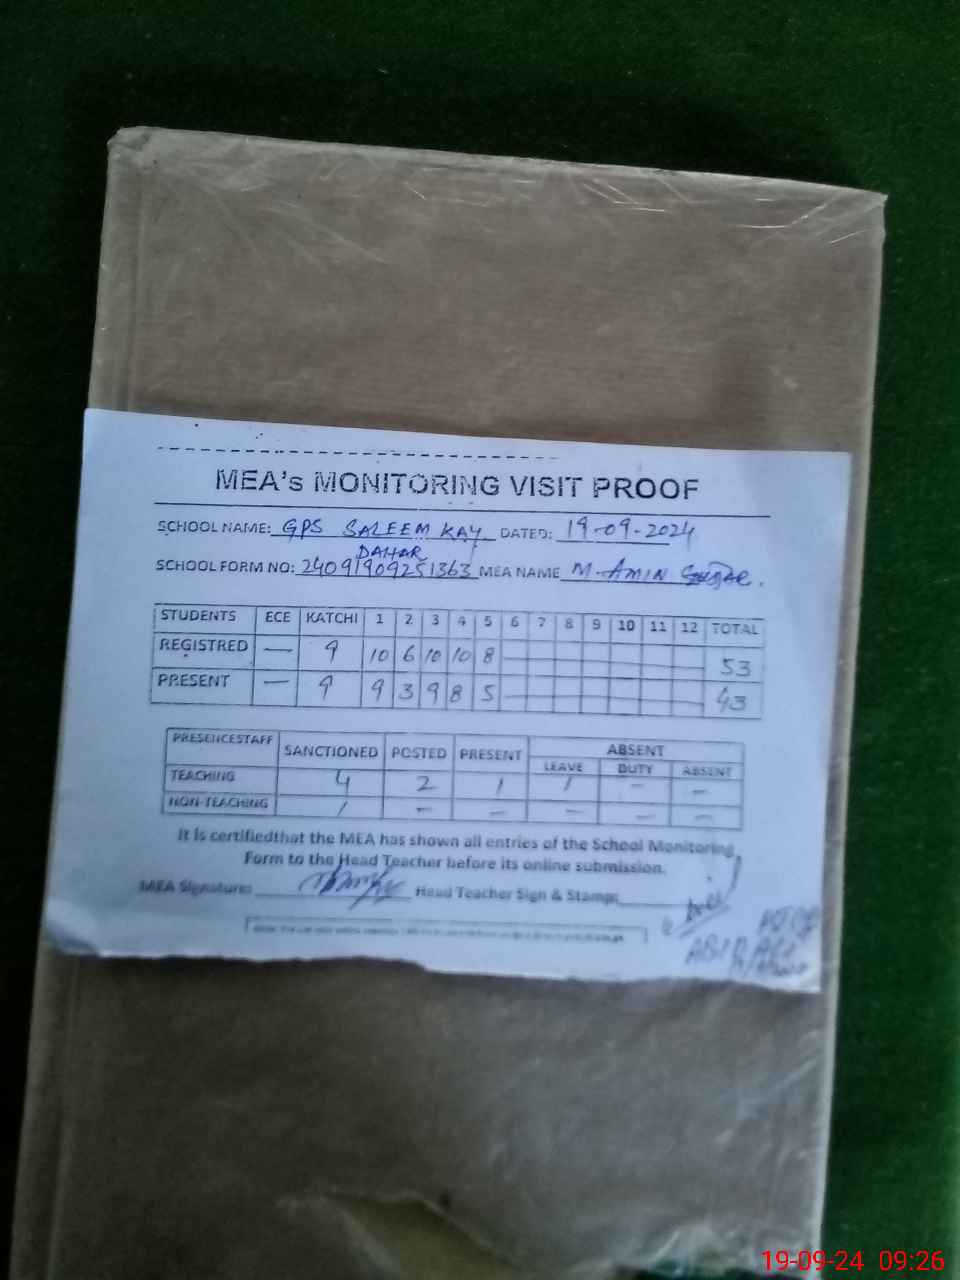 MEA's MONITORING VISIT PROOF
SCHOOL NAME: GPS SALEEM KAY DATED: 19-09-2024
DAHAR
SCHOOL FORM NO: 24091909251363 MEA NAME M. AMIN
STUDENTS ECE KATCHI 1 2 3 4 5 6 7 8 9 10 11 12 TOTAL
REGISTRED — 9 10 6 10 10 8 53
PRESENT — 9 9 3 9 8 5 43
PRESENCESTAFF SANCTIONED POSTED PRESENT ABSENT
LEAVE DUTY ABSENT
TEACHING 4 2 1 1 — —
NON-TEACHING 1 — — — — —
It is certifiedthat the MEA has shown all entries of the School Monitoring
Form to the Head Teacher before its online submission.
MEA Signature: Head Teacher Sign & Stamp:
19-09-24 09:26